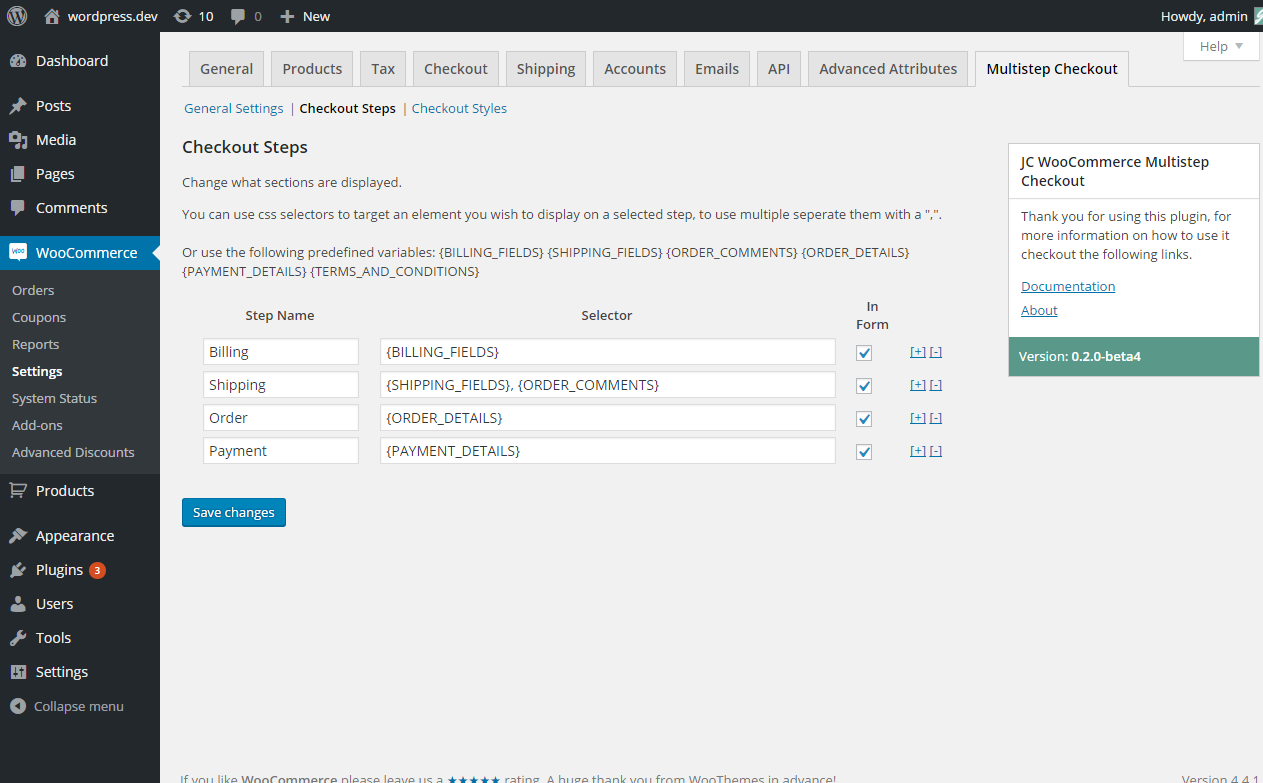 wordpress.dev 10 0 New Howdy, admin
Help
Dashboard
Posts
Media
Pages
Comments
WooCommerce
Orders
Coupons
Reports
Settings
System Status
Add-ons
Advanced Discounts
Products
Appearance
Plugins 3
Users
Tools
Settings
Collapse menu
General Products Tax Checkout Shipping Accounts Emails API Advanced Attributes Multistep Checkout
General Settings | Checkout Steps | Checkout Styles
Checkout Steps
Change what sections are displayed.
You can use css selectors to target an element you wish to display on a selected step, to use multiple seperate them with a ",".
Or use the following predefined variables: {BILLING_FIELDS} {SHIPPING_FIELDS} {ORDER_COMMENTS} {ORDER_DETAILS}
{PAYMENT_DETAILS} {TERMS_AND_CONDITIONS}
Step Name Selector In
Form
Billing {BILLING_FIELDS} [+] [-]
Shipping {SHIPPING_FIELDS}, {ORDER_COMMENTS} [+] [-]
Order {ORDER_DETAILS} [+] [-]
Payment {PAYMENT_DETAILS} [+] [-]
Save changes
JC WooCommerce Multistep
Checkout
Thank you for using this plugin, for
more information on how to use it
checkout the following links.
Documentation
About
Version: 0.2.0-beta4
If you like WooCommerce please leave us a ★★★★★ rating. A huge thank you from WooThemes in advance!
Version 4.4.1